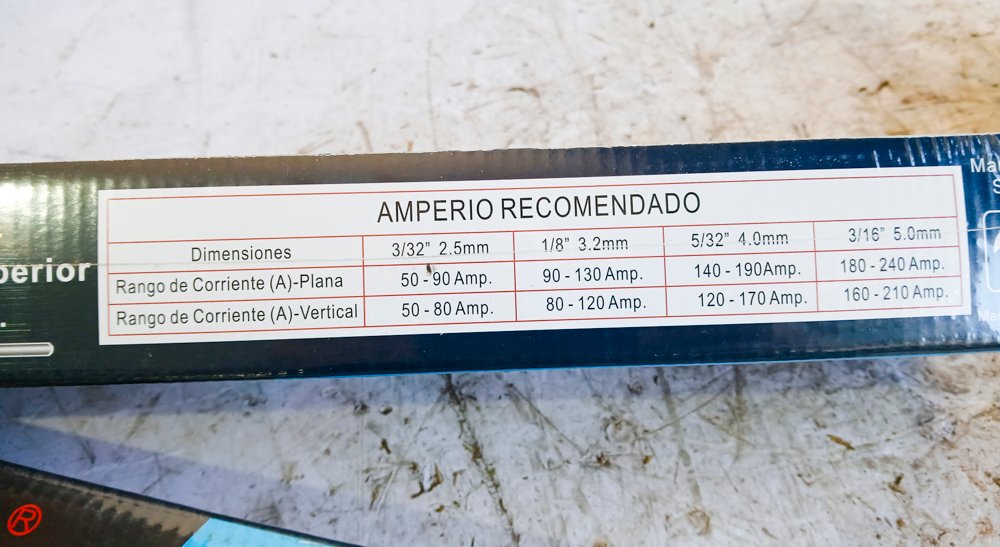 AMPERIO RECOMENDADO
Dimensiones 3/32” 2.5mm 1/8” 3.2mm 5/32” 4.0mm 3/16” 5.0mm
Rango de Corriente (A)-Plana 50 - 90 Amp. 90 - 130 Amp. 140 - 190Amp. 180 - 240 Amp.
Rango de Corriente (A)-Vertical 50 - 80 Amp. 80 - 120 Amp. 120 - 170 Amp. 160 - 210 Amp.
perior
R